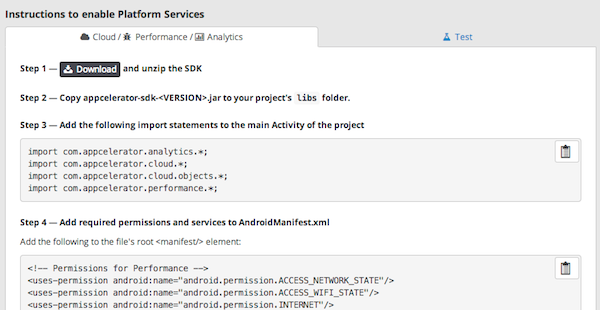 Instructions to enable Platform Services
Cloud / Performance / Analytics
Test
Step 1 — Download and unzip the SDK
Step 2 — Copy appcelerator-sdk-<VERSION>.jar to your project's libs folder.
Step 3 — Add the following import statements to the main Activity of the project
import com.appcelerator.analytics.*;
import com.appcelerator.cloud.*;
import com.appcelerator.cloud.objects.*;
import com.appcelerator.performance.*;
Step 4 — Add required permissions and services to AndroidManifest.xml
Add the following to the file's root <manifest/> element:
<!-- Permissions for Performance -->
<uses-permission android:name="android.permission.ACCESS_NETWORK_STATE"/>
<uses-permission android:name="android.permission.ACCESS_WIFI_STATE"/>
<uses-permission android:name="android.permission.INTERNET"/>